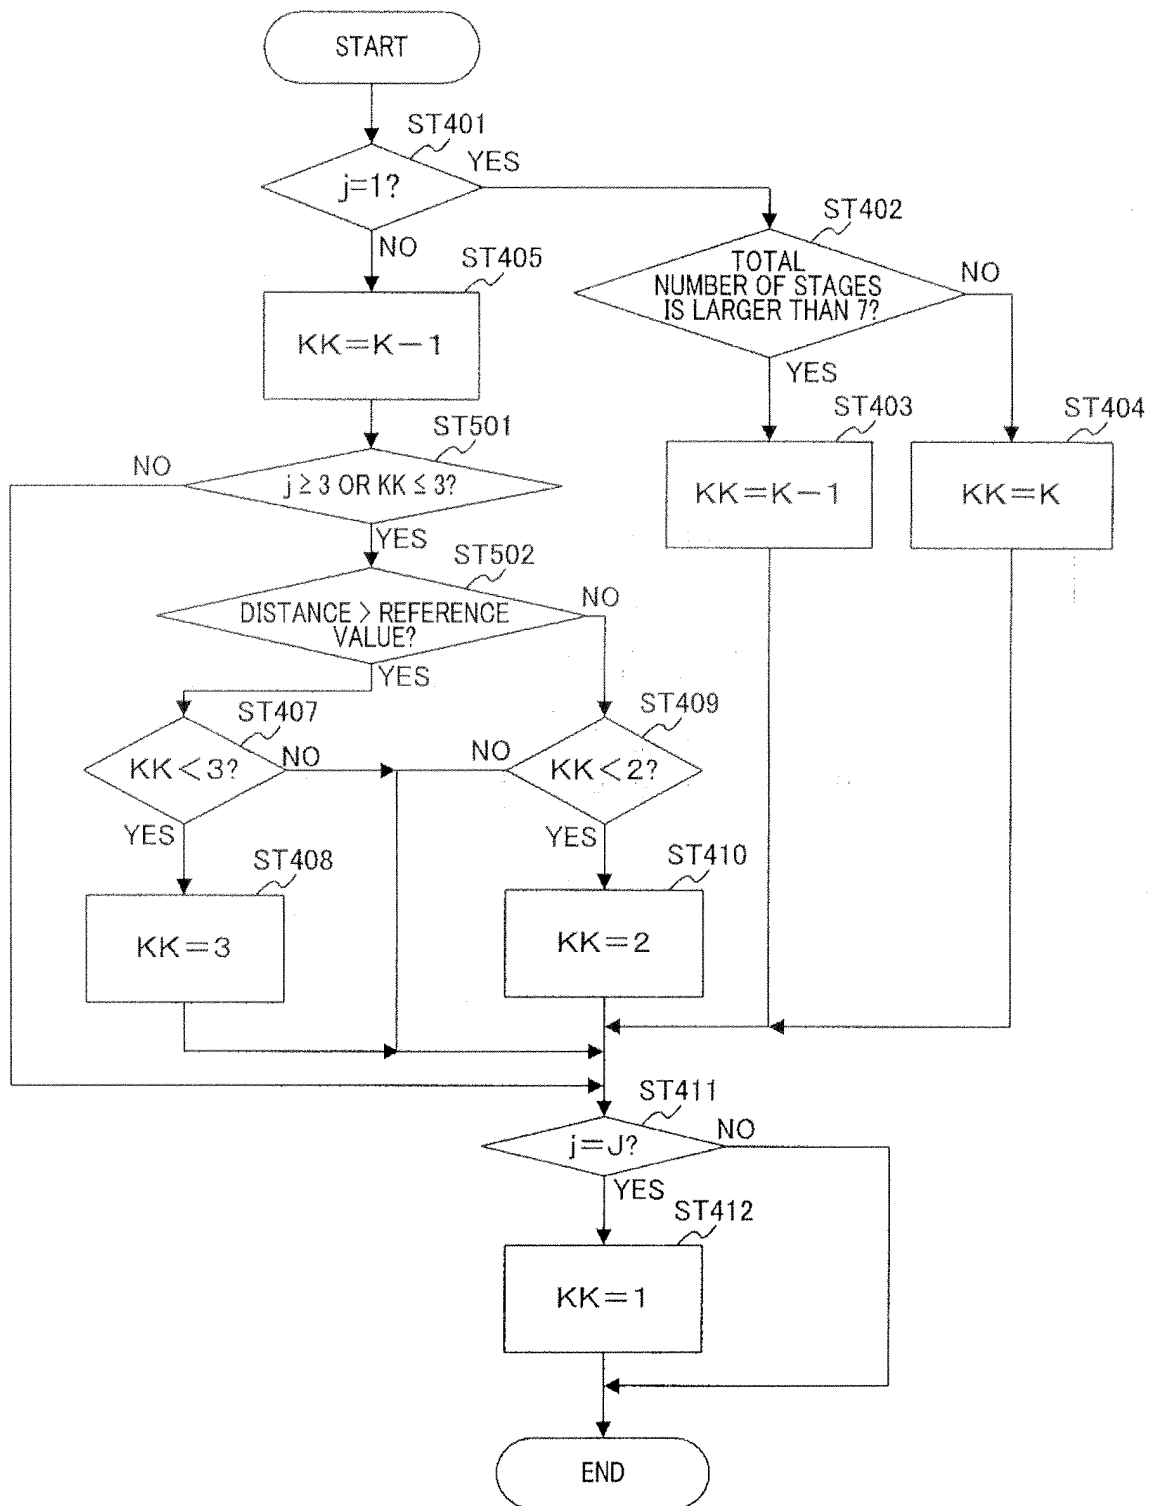 START
ST401
j=1?
YES
NO
ST402
TOTAL
NUMBER OF STAGES
IS LARGER THAN 7?
NO
YES
ST405
KK=K-1
ST403
KK=K-1
ST404
KK=K
ST501
j ≥ 3 OR KK ≤ 3?
NO
YES
ST502
DISTANCE > REFERENCE
VALUE?
NO
YES
ST407
KK<3?
NO
YES
ST409
KK<2?
NO
YES
ST408
KK=3
ST410
KK=2
ST411
j=J?
NO
YES
ST412
KK=1
END